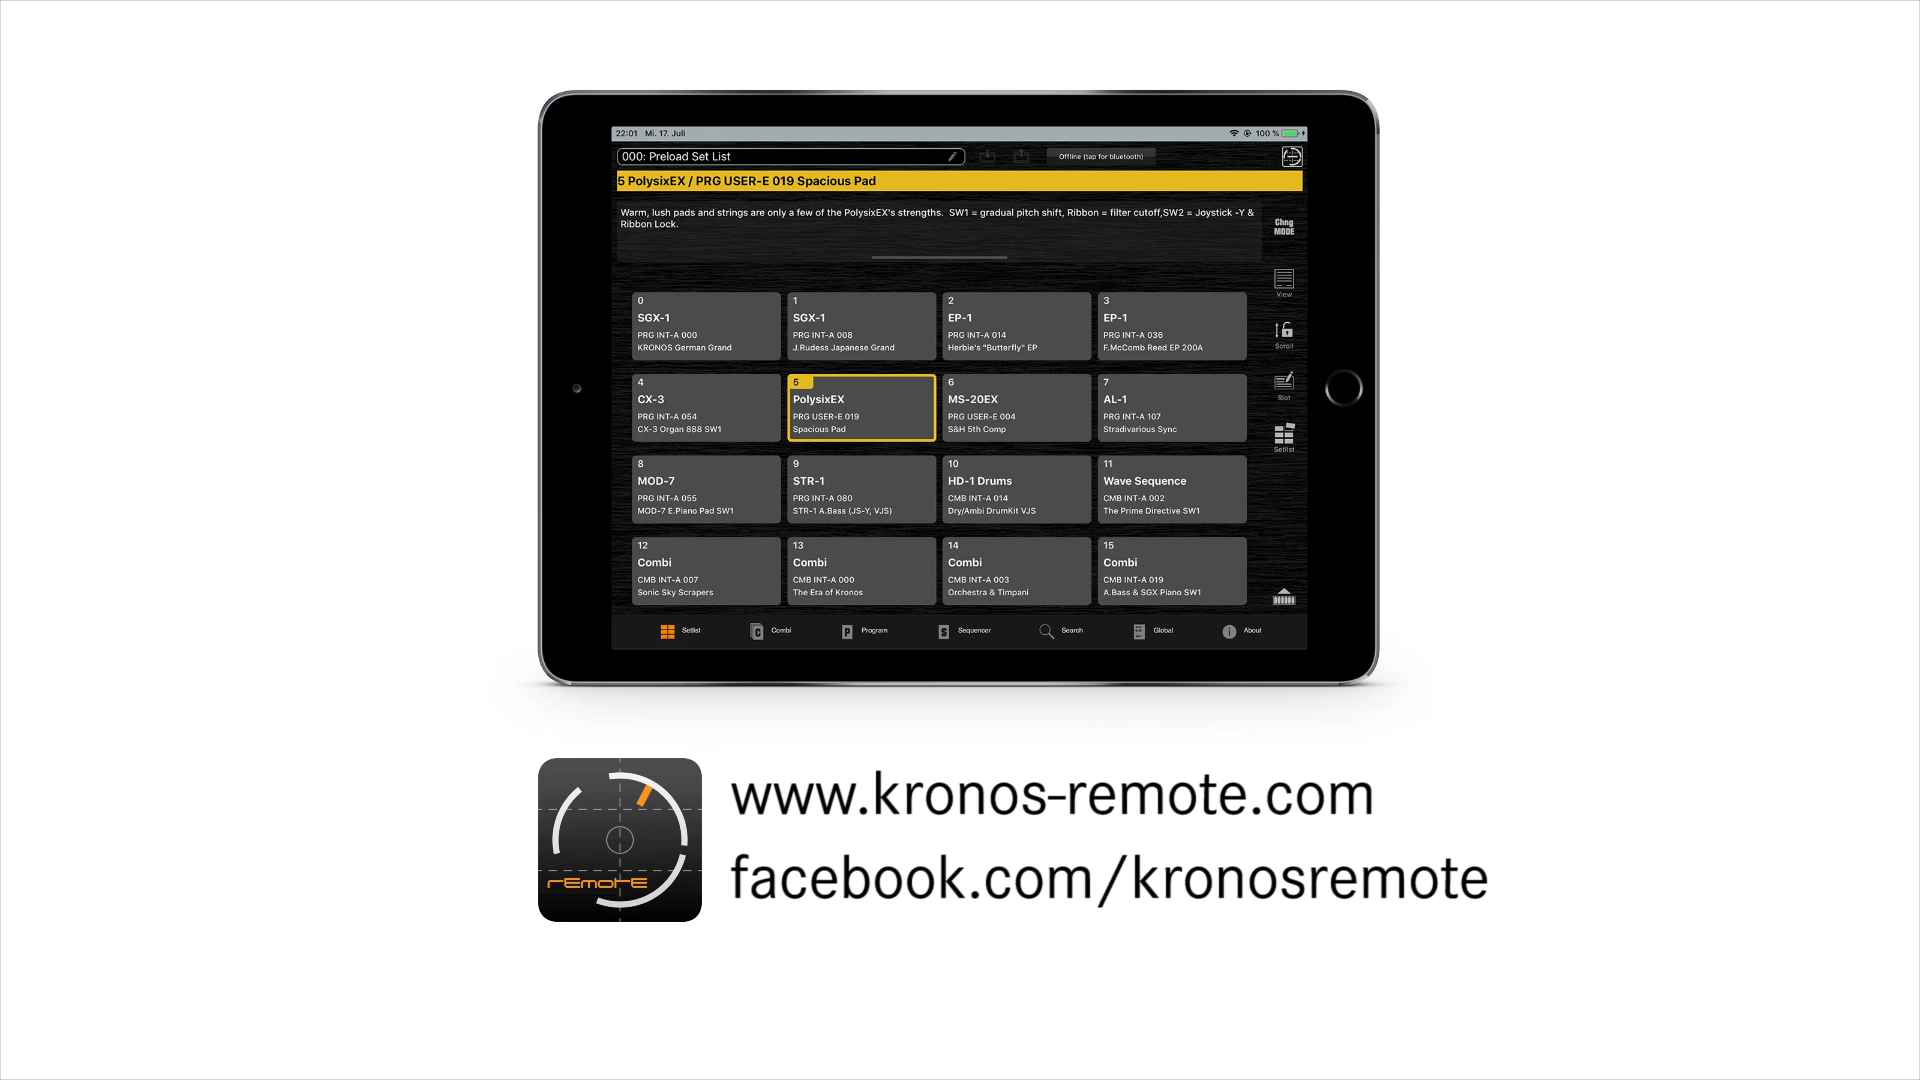 22:01 Mi. 17. Juli 100 %
000: Preload Set List Offline (tap for bluetooth)
5 PolysixEX / PRG USER-E 019 Spacious Pad
Warm, lush pads and strings are only a few of the PolysixEX's strengths. SW1 = gradual pitch shift, Ribbon = filter cutoff,SW2 = Joystick -Y &
Ribbon Lock.
Chng
MODE
View
Scroll
Slot
Setlist
0
SGX-1
PRG INT-A 000
KRONOS German Grand
1
SGX-1
PRG INT-A 008
J.Rudess Japanese Grand
2
EP-1
PRG INT-A 014
Herbie's "Butterfly" EP
3
EP-1
PRG INT-A 036
F.McComb Reed EP 200A
4
CX-3
PRG INT-A 054
CX-3 Organ 888 SW1
5
PolysixEX
PRG USER-E 019
Spacious Pad
6
MS-20EX
PRG USER-E 004
S&H 5th Comp
7
AL-1
PRG INT-A 107
Stradivarious Sync
8
MOD-7
PRG INT-A 055
MOD-7 E.Piano Pad SW1
9
STR-1
PRG INT-A 080
STR-1 A.Bass (JS-Y, VJS)
10
HD-1 Drums
CMB INT-A 014
Dry/Ambi DrumKit VJS
11
Wave Sequence
CMB INT-A 002
The Prime Directive SW1
12
Combi
CMB INT-A 007
Sonic Sky Scrapers
13
Combi
CMB INT-A 000
The Era of Kronos
14
Combi
CMB INT-A 003
Orchestra & Timpani
15
Combi
CMB INT-A 019
A.Bass & SGX Piano SW1
Setlist C Combi P Program S Sequencer Search Global i About
rEmotE
www.kronos-remote.com
facebook.com/kronosremote